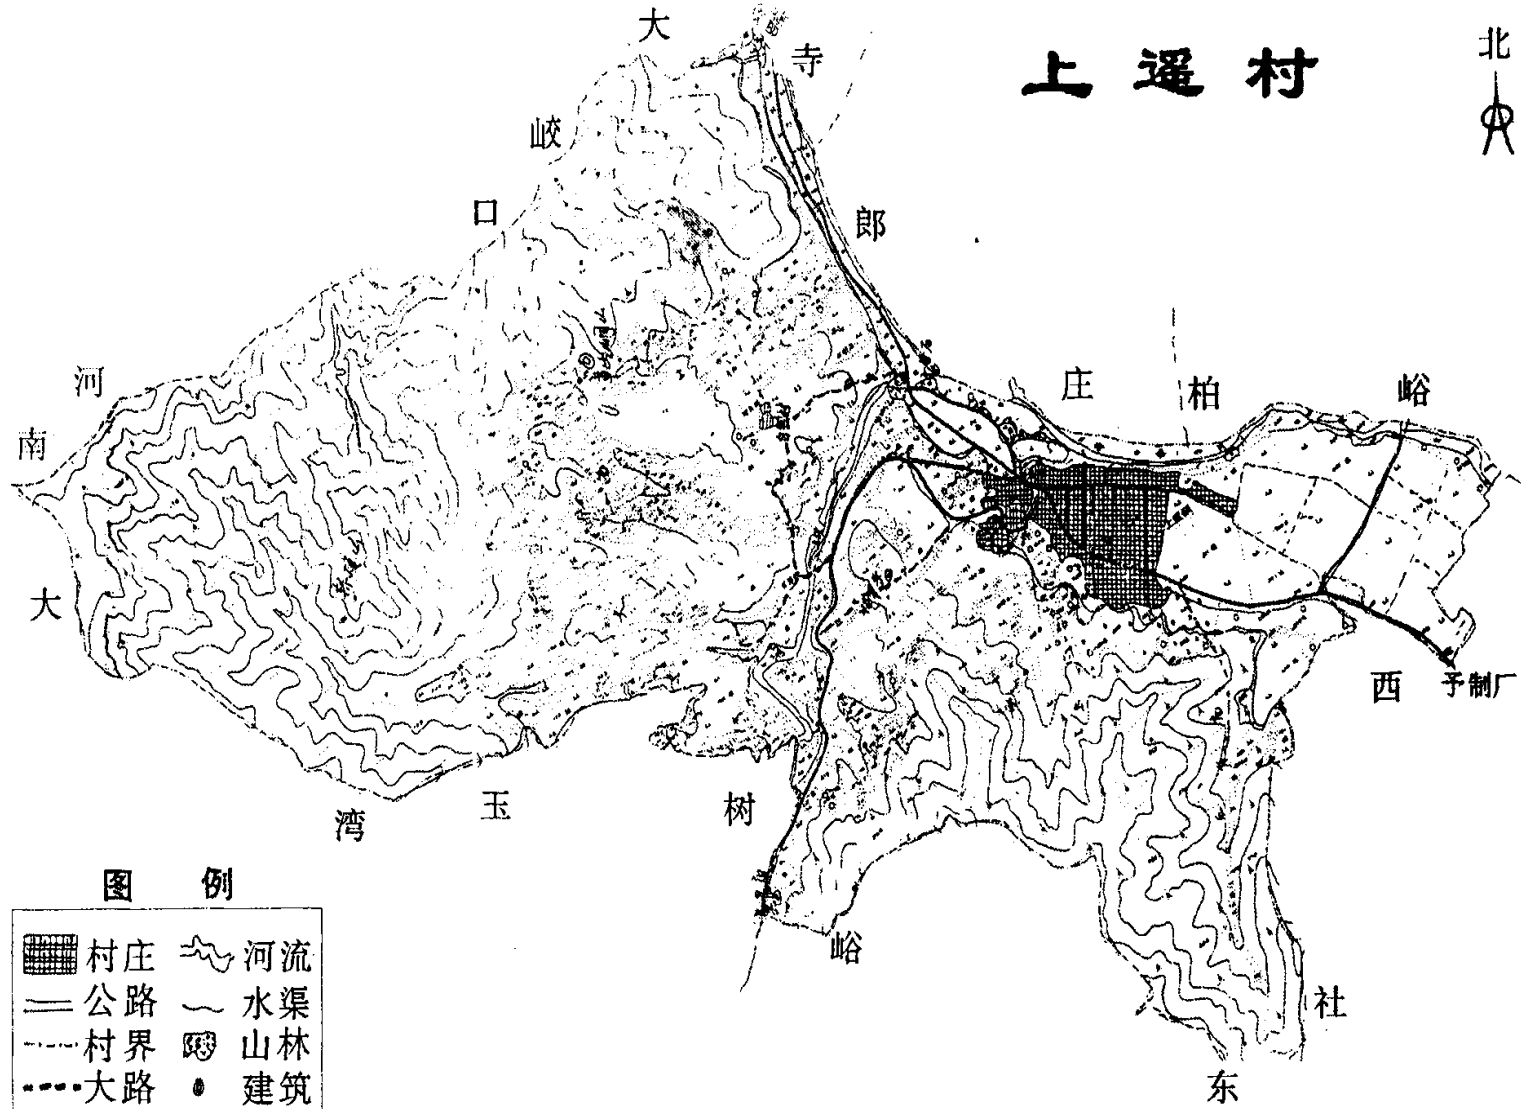 上遥村
北
大
寺
峧
口
郎
庄
柏
峪
河
南
大
西
予制厂
湾
玉
树
峪
社
东
图 例
村庄 河流
公路 水渠
村界 山林
大路 建筑